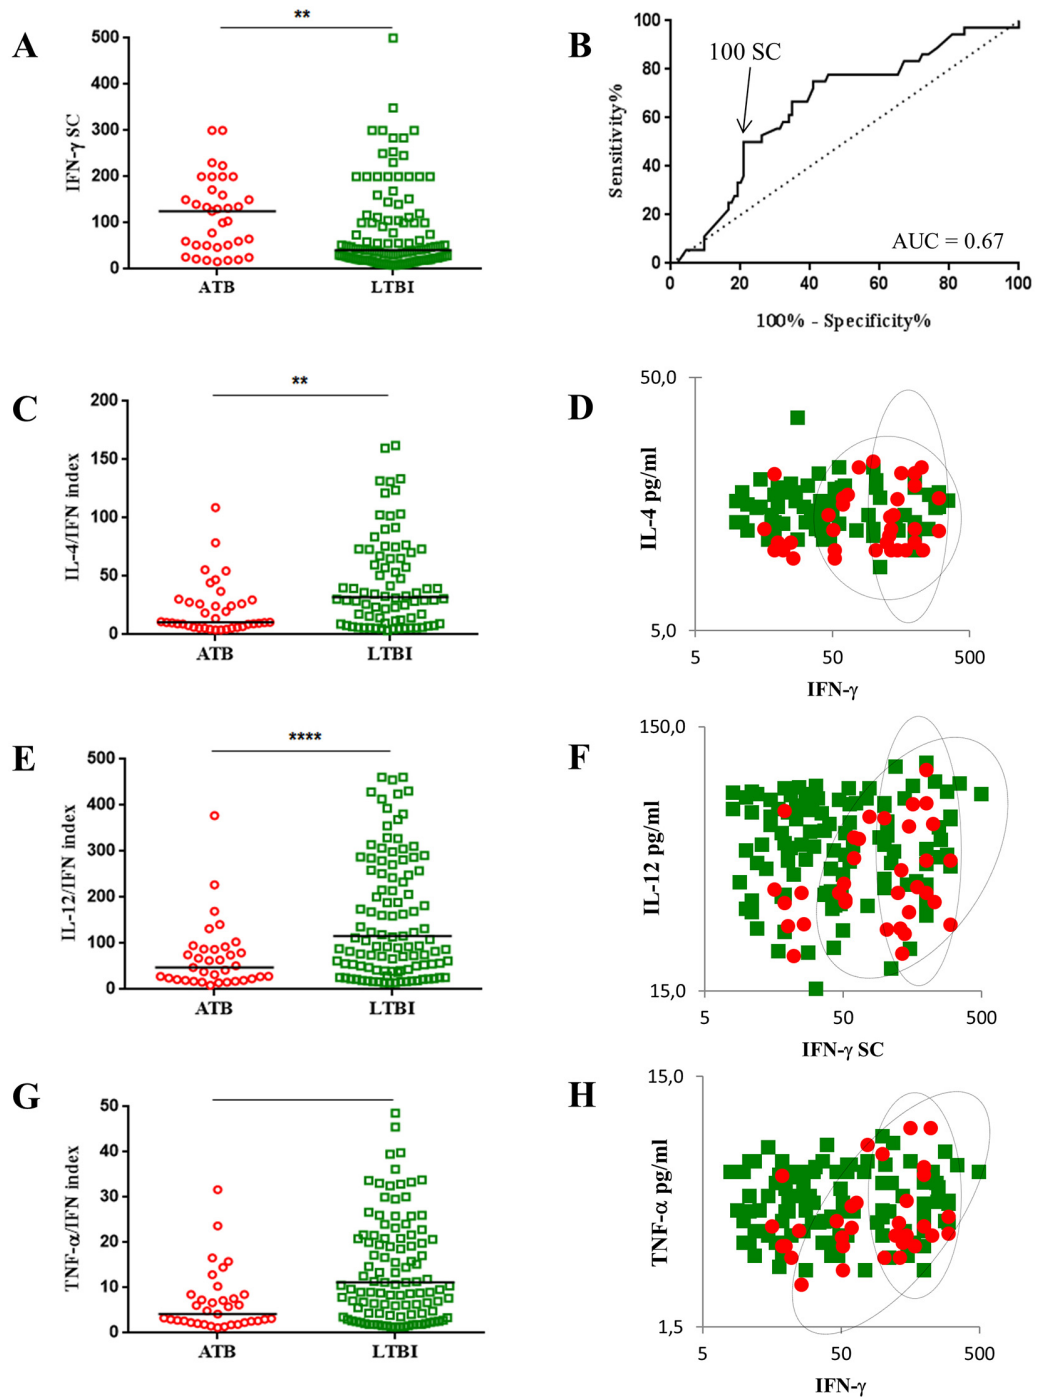 A
**
500
400
300
200
100
0
IFN-γ SC
ATB
LTBI
B
100
80
60
40
20
0
Sensitivity%
100 SC
AUC = 0.67
0
20
40
60
80
100
100% - Specificity%
C
**
200
150
100
50
0
IL-4/IFN index
ATB
LTBI
D
50,0
5,0
IL-4 pg/ml
5
50
500
IFN-γ
E
****
500
400
300
200
100
0
IL-12/IFN index
ATB
LTBI
F
150,0
15,0
IL-12 pg/ml
5
50
500
IFN-γ SC
G
50
40
30
20
10
0
TNF-α/IFN index
ATB
LTBI
H
15,0
1,5
TNF-α pg/ml
5
50
500
IFN-γ